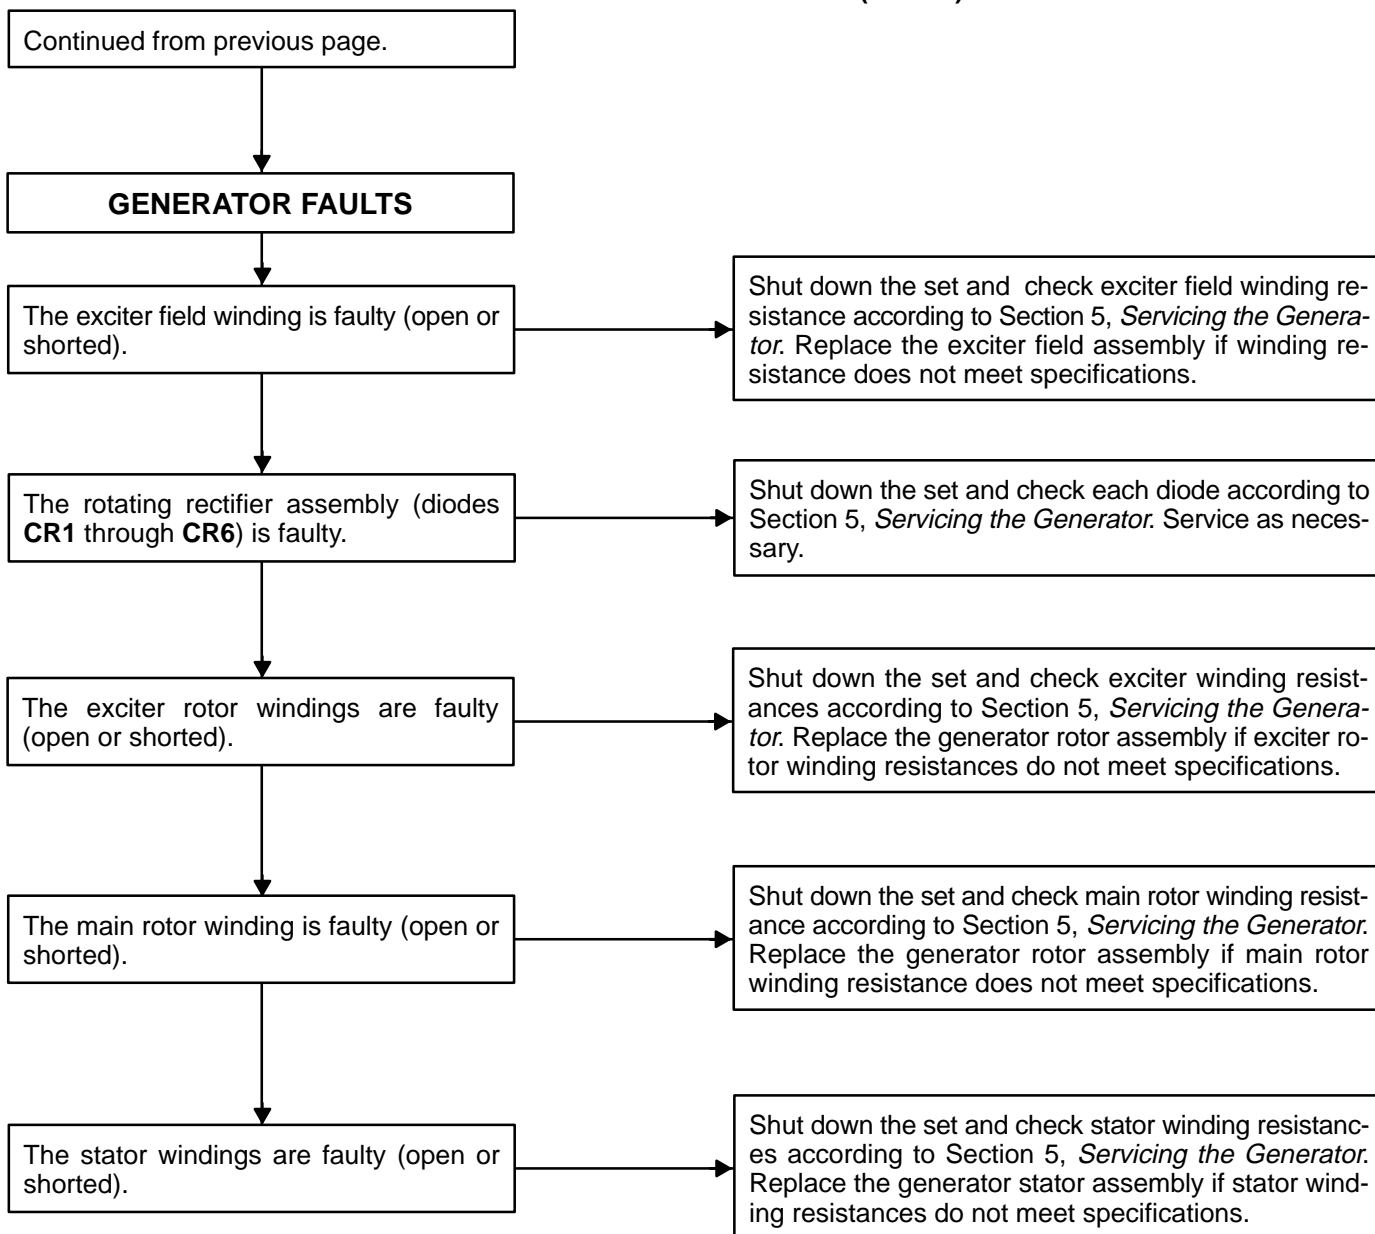 Continued from previous page.
GENERATOR FAULTS
The exciter field winding is faulty (open or
shorted).
Shut down the set and check exciter field winding re-
sistance according to Section 5, Servicing the Genera-
tor. Replace the exciter field assembly if winding re-
sistance does not meet specifications.
The rotating rectifier assembly (diodes
CR1 through CR6) is faulty.
Shut down the set and check each diode according to
Section 5, Servicing the Generator. Service as neces-
sary.
The exciter rotor windings are faulty
(open or shorted).
Shut down the set and check exciter winding resist-
ances according to Section 5, Servicing the Genera-
tor. Replace the generator rotor assembly if exciter ro-
tor winding resistances do not meet specifications.
The main rotor winding is faulty (open or
shorted).
Shut down the set and check main rotor winding resist-
ance according to Section 5, Servicing the Generator.
Replace the generator rotor assembly if main rotor
winding resistance does not meet specifications.
The stator windings are faulty (open or
shorted).
Shut down the set and check stator winding resistanc-
es according to Section 5, Servicing the Generator.
Replace the generator stator assembly if stator wind-
ing resistances do not meet specifications.